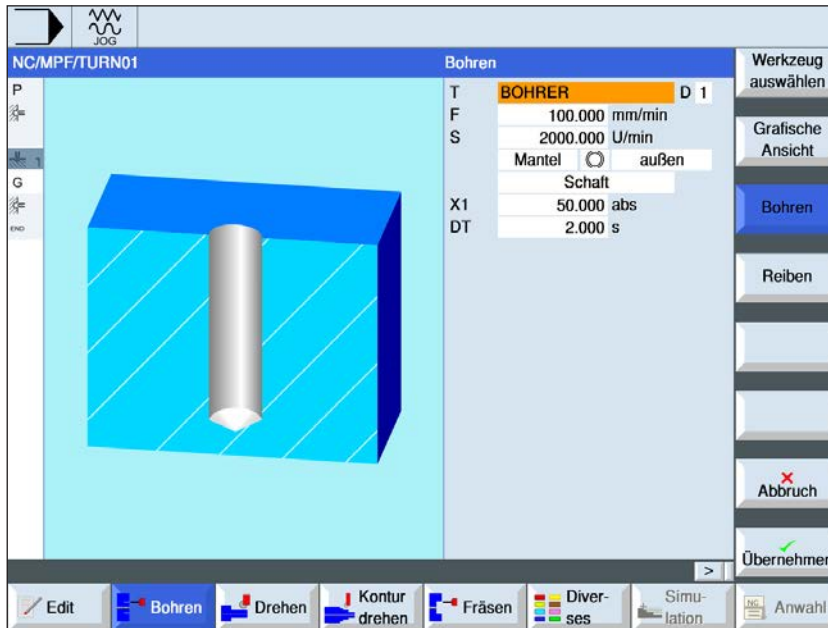 JOG
NC/MPF/TURN01
Bohren
P
1
G
END
T BOHRER D 1
F 100.000 mm/min
S 2000.000 U/min
Mantel außen
Schaft
X1 50.000 abs
DT 2.000 s
Werkzeug
auswählen
Grafische
Ansicht
Bohren
Reiben
Abbruch
Übernehmen
>
Edit
Bohren
Drehen
Kontur
drehen
Fräsen
Diver-
ses
Simu-
lation
NC
Anwahl